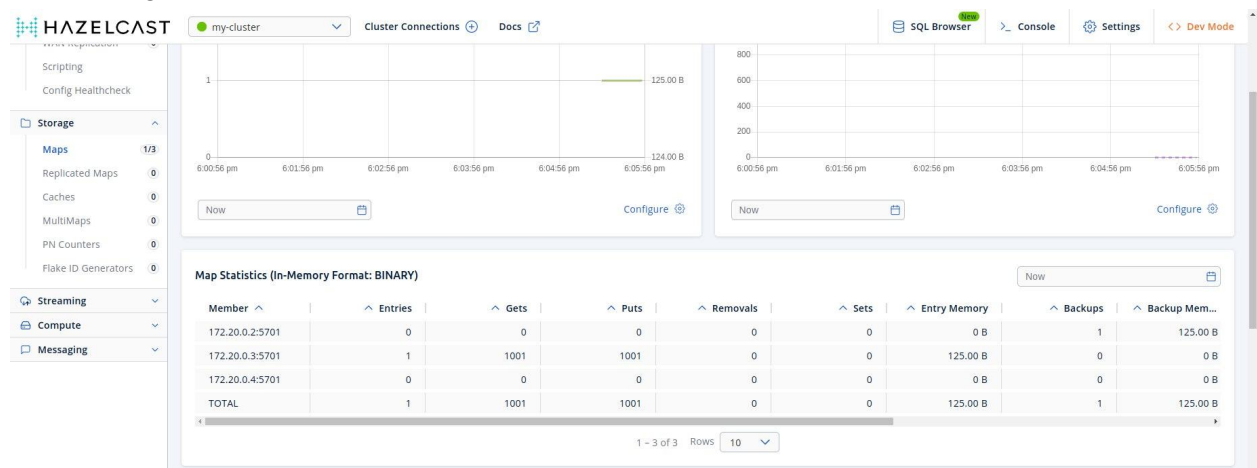 HAZELCAST my-cluster Cluster Connections Docs SQL Browser New >_ Console Settings <> Dev Mode
WAN Replication 0
Scripting
Config Healthcheck
Storage
Maps 1/3
Replicated Maps 0
Caches 0
MultiMaps 0
PN Counters 0
Flake ID Generators 0
Streaming
Compute
Messaging
1 125.00 B
0 124.00 B
6:00:56 pm 6:01:56 pm 6:02:56 pm 6:03:56 pm 6:04:56 pm 6:05:56 pm
Now Configure
800
600
400
200
0
6:00:56 pm 6:01:56 pm 6:02:56 pm 6:03:56 pm 6:04:56 pm 6:05:56 pm
Now Configure
Map Statistics (In-Memory Format: BINARY) Now
Member Entries Gets Puts Removals Sets Entry Memory Backups Backup Mem...
172.20.0.2:5701 0 0 0 0 0 0 B 1 125.00 B
172.20.0.3:5701 1 1001 1001 0 0 125.00 B 0 0 B
172.20.0.4:5701 0 0 0 0 0 0 B 0 0 B
TOTAL 1 1001 1001 0 0 125.00 B 1 125.00 B
1 – 3 of 3 Rows 10